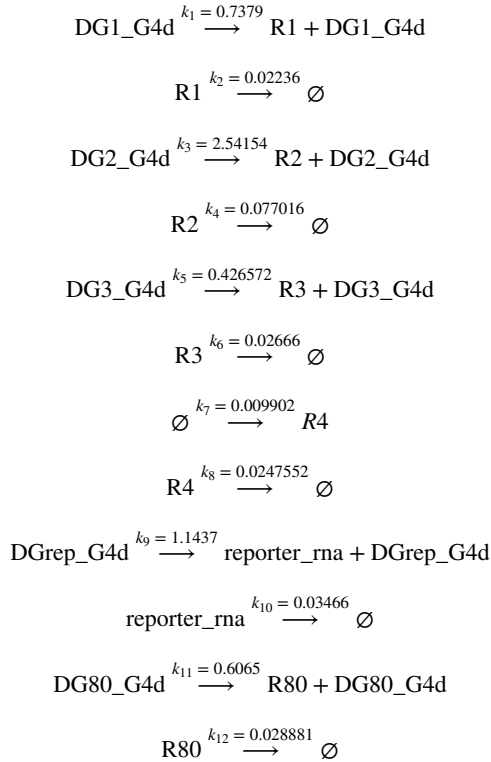 DG1_G4d k₁ = 0.7379 ⟶ R1 + DG1_G4d
R1 k₂ = 0.02236 ⟶ ∅
DG2_G4d k₃ = 2.54154 ⟶ R2 + DG2_G4d
R2 k₄ = 0.077016 ⟶ ∅
DG3_G4d k₅ = 0.426572 ⟶ R3 + DG3_G4d
R3 k₆ = 0.02666 ⟶ ∅
∅ k₇ = 0.009902 ⟶ R4
R4 k₈ = 0.0247552 ⟶ ∅
DGrep_G4d k₉ = 1.1437 ⟶ reporter_rna + DGrep_G4d
reporter_rna k₁₀ = 0.03466 ⟶ ∅
DG80_G4d k₁₁ = 0.6065 ⟶ R80 + DG80_G4d
R80 k₁₂ = 0.028881 ⟶ ∅